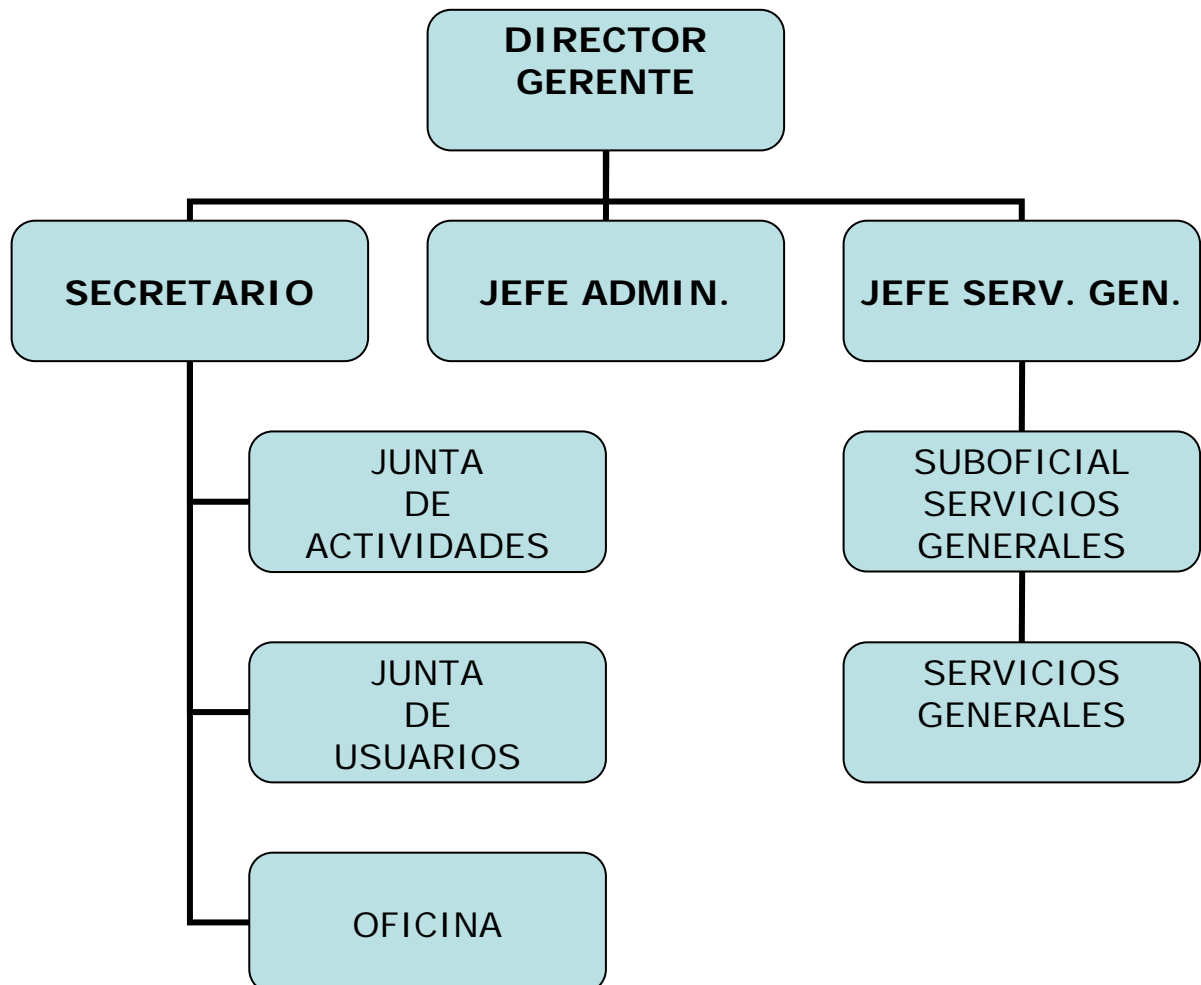 DIRECTOR
GERENTE
SECRETARIO
JEFE ADMIN.
JEFE SERV. GEN.
JUNTA
DE
ACTIVIDADES
SUBOFICIAL
SERVICIOS
GENERALES
JUNTA
DE
USUARIOS
SERVICIOS
GENERALES
OFICINA